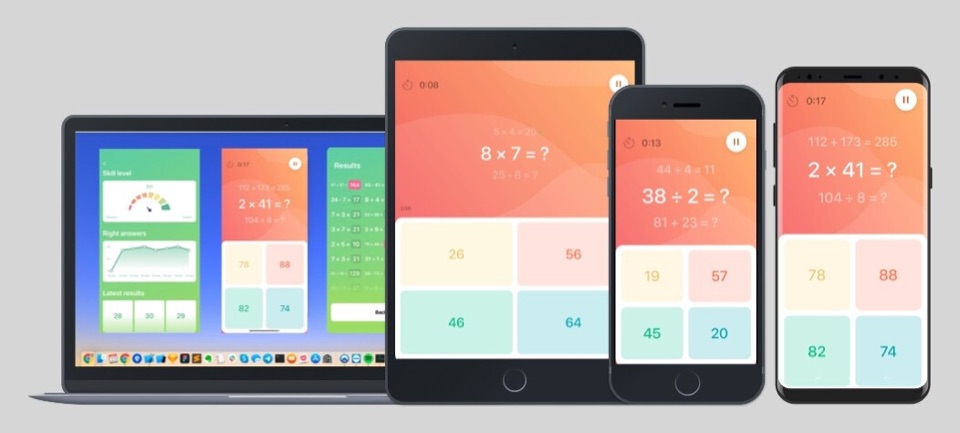 Skill level
Right answers
Latest results
28 30 29
0:17
112 + 173 = 285
2 × 41 = ?
104 ÷ 8 = ?
78 88
82 74
Results
0:08
5 × 4 = 20
8 × 7 = ?
26 56
46 64
0:13
44 ÷ 4 = 11
38 ÷ 2 = ?
81 + 23 = ?
19 57
45 20
0:17
112 + 173 = 285
2 × 41 = ?
104 ÷ 8 = ?
78 88
82 74